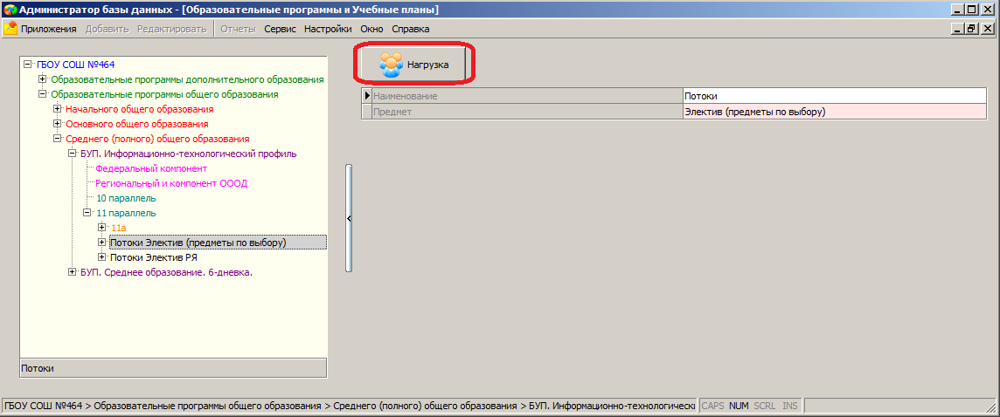 Администратор базы данных - [Образовательные программы и Учебные планы]
Приложения Добавить Редактировать Отчеты Сервис Настройки Окно Справка
Нагрузка
ГБОУ СОШ №464
Образовательные программы дополнительного образования
Образовательные программы общего образования
Начального общего образования
Основного общего образования
Среднего (полного) общего образования
БУП. Информационно-технологический профиль
Федеральный компонент
Региональный и компонент ОООД
10 параллель
11 параллель
11а
Потоки Электив (предметы по выбору)
Потоки Электив РЯ
БУП. Среднее образование. 6-дневка.
Наименование Потоки
Предмет Электив (предметы по выбору)
Потоки
ГБОУ СОШ №464 > Образовательные программы общего образования > Среднего (полного) общего образования > БУП. Информационно-технологически CAPS NUM SCRL INS